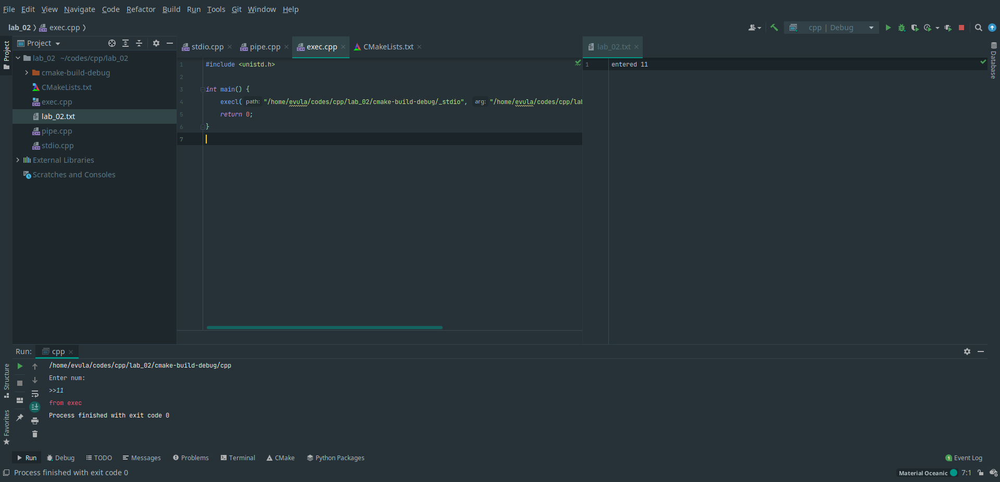 File Edit View Navigate Code Refactor Build Run Tools Git Window Help
lab_02 exec.cpp
cpp | Debug
Project
Project
lab_02 ~/codes/cpp/lab_02
cmake-build-debug
CMakeLists.txt
exec.cpp
lab_02.txt
pipe.cpp
stdio.cpp
External Libraries
Scratches and Consoles
stdio.cpp pipe.cpp exec.cpp CMakeLists.txt
1 #include <unistd.h>
2
3 int main() {
4 execl( path: "/home/evula/codes/cpp/lab_02/cmake-build-debug/_stdio", arg: "/home/evula/codes/cpp/lab
5 return 0;
6 }
7
lab_02.txt
1 entered 11
Database
Run: cpp
/home/evula/codes/cpp/lab_02/cmake-build-debug/cpp
Enter num:
>>11
from exec
Process finished with exit code 0
Structure
Favorites
Run Debug TODO Messages Problems Terminal CMake Python Packages 1 Event Log
Process finished with exit code 0 Material Oceanic 7:1